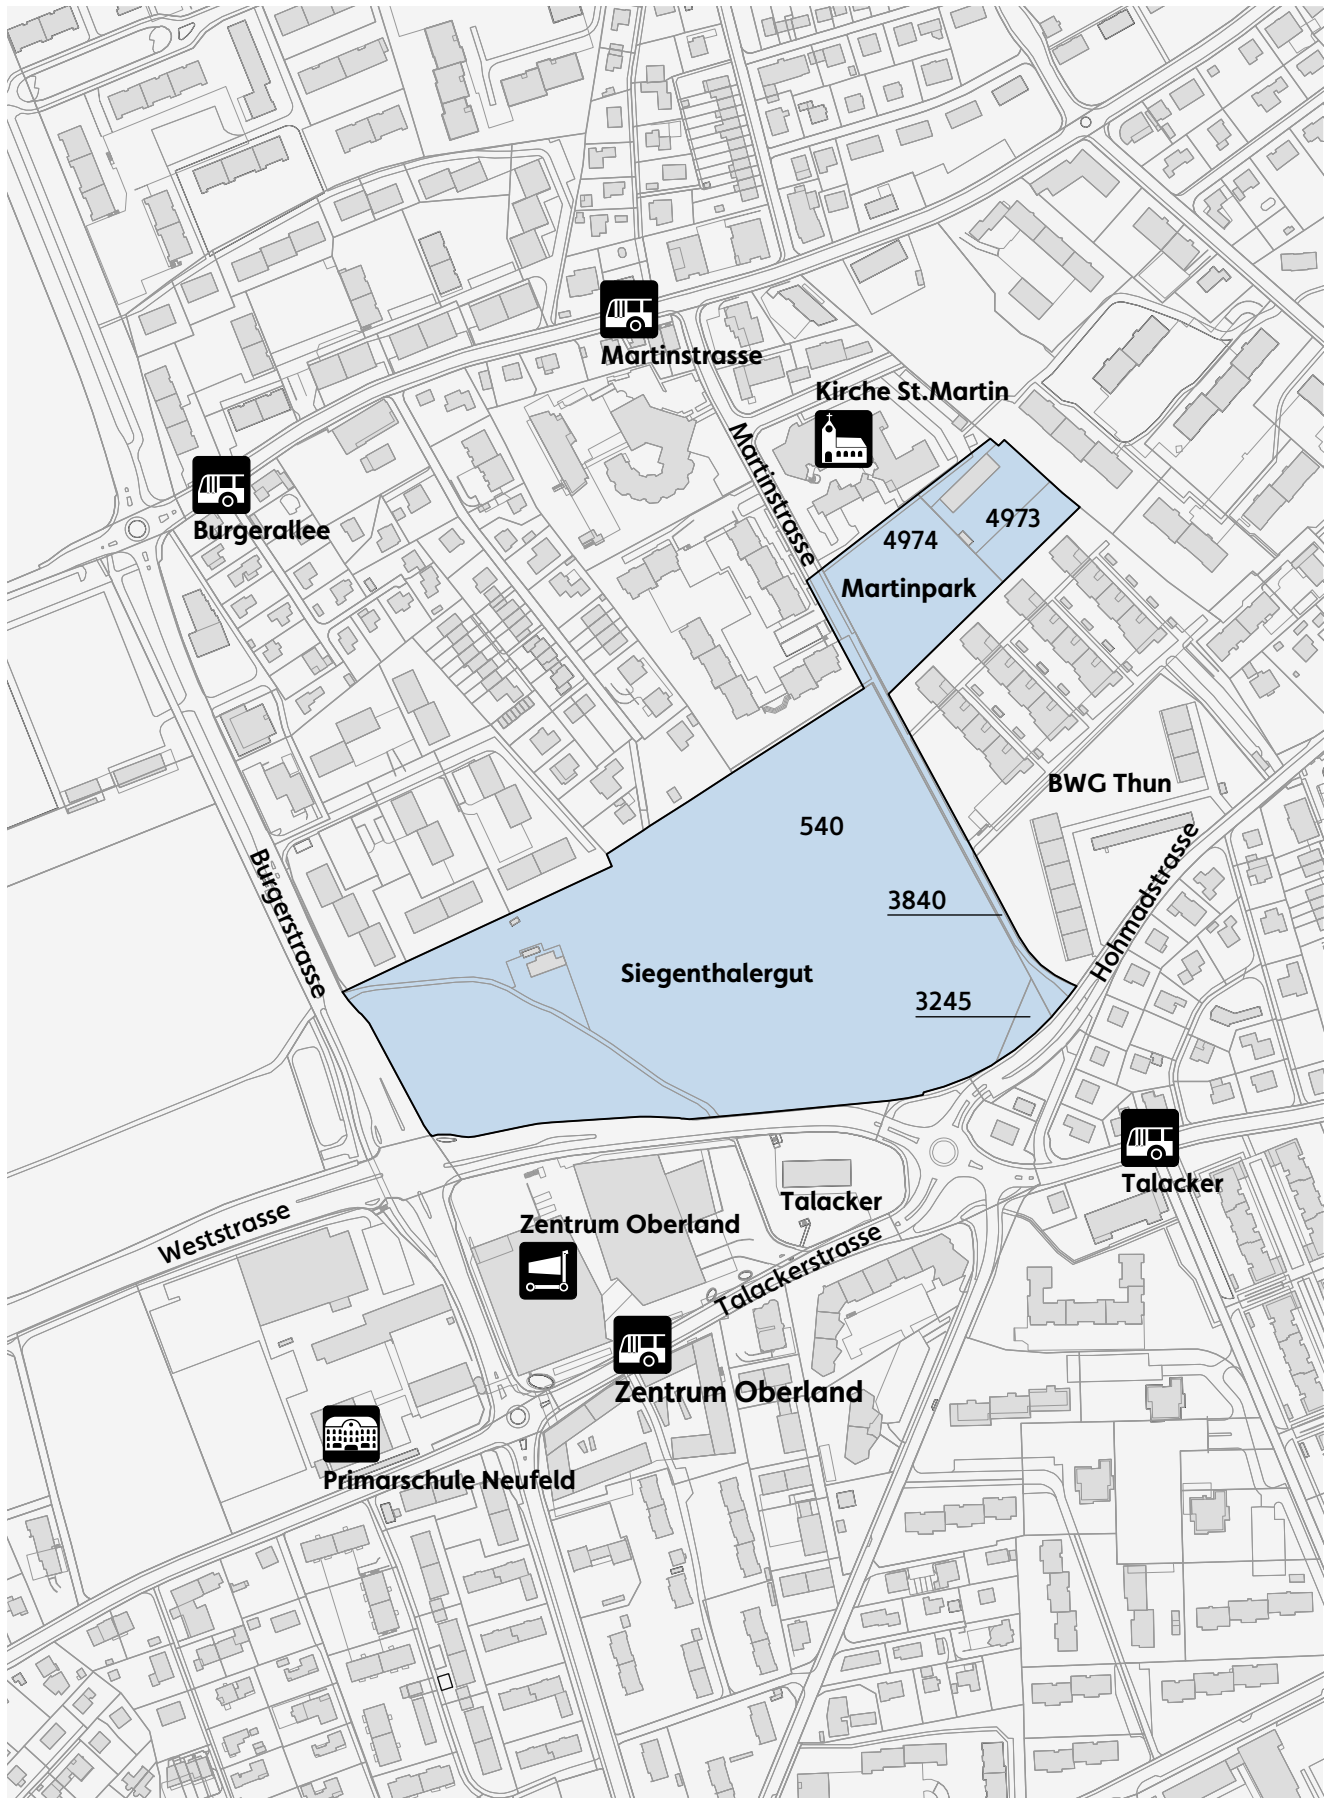 Martinstrasse
Kirche St.Martin
Martinstrasse
Burgerallee
4973
4974
Martinpark
BWG Thun
540
Burgerstrasse
Hohmadstrasse
3840
Siegenthalergut
3245
Talacker
Talacker
Weststrasse
Zentrum Oberland
Talackerstrasse
Zentrum Oberland
Primarschule Neufeld